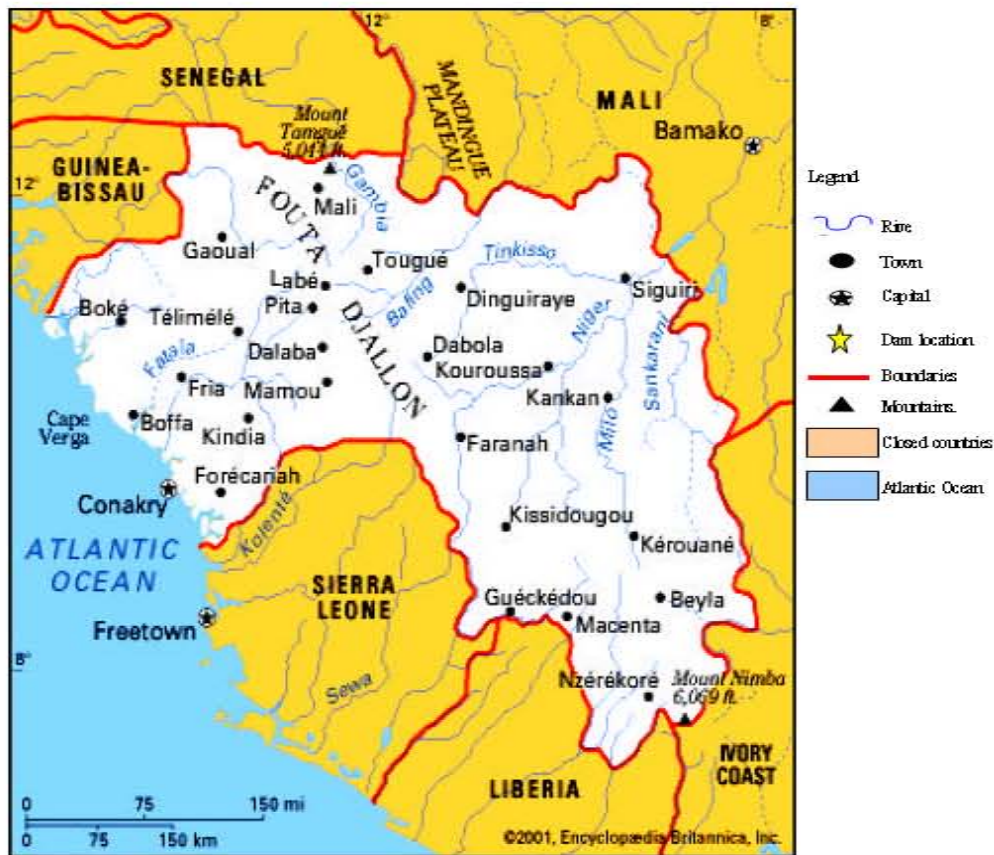 12°
8°
SENEGAL
MANDINGUE
PLATEAU
MALI
Bamako
Mount
Tamgué
5,047 ft.
GUINEA-
BISSAU
12°
FOUTA
DJALLON
Gambia
Mali
Gaoual
Tougué
Tinkisso
Labé
Bafing
Dinguiraye
Siguiri
Boké
Pita
Télimélé
Niger
Fatala
Dalaba
Dabola
Kouroussa
Sankarani
Fria
Mamou
Kankan
Milo
Cape
Verga
Boffa
Kindia
Faranah
Forécariah
Conakry
Kolenté
Kissidougou
Kérouané
ATLANTIC
OCEAN
SIERRA
LEONE
Guéckédou
Beyla
Freetown
Macenta
8°
Sewa
Nzérékoré
Mount Nimba
6,069 ft.
IVORY
COAST
LIBERIA
0 75 150 mi
0 75 150 km
©2001, Encyclopædia Britannica, Inc.
Legend
Rive
Town
Capital
Dam location
Boundaries
Mountains.
Closed countries
Atlantic Ocean